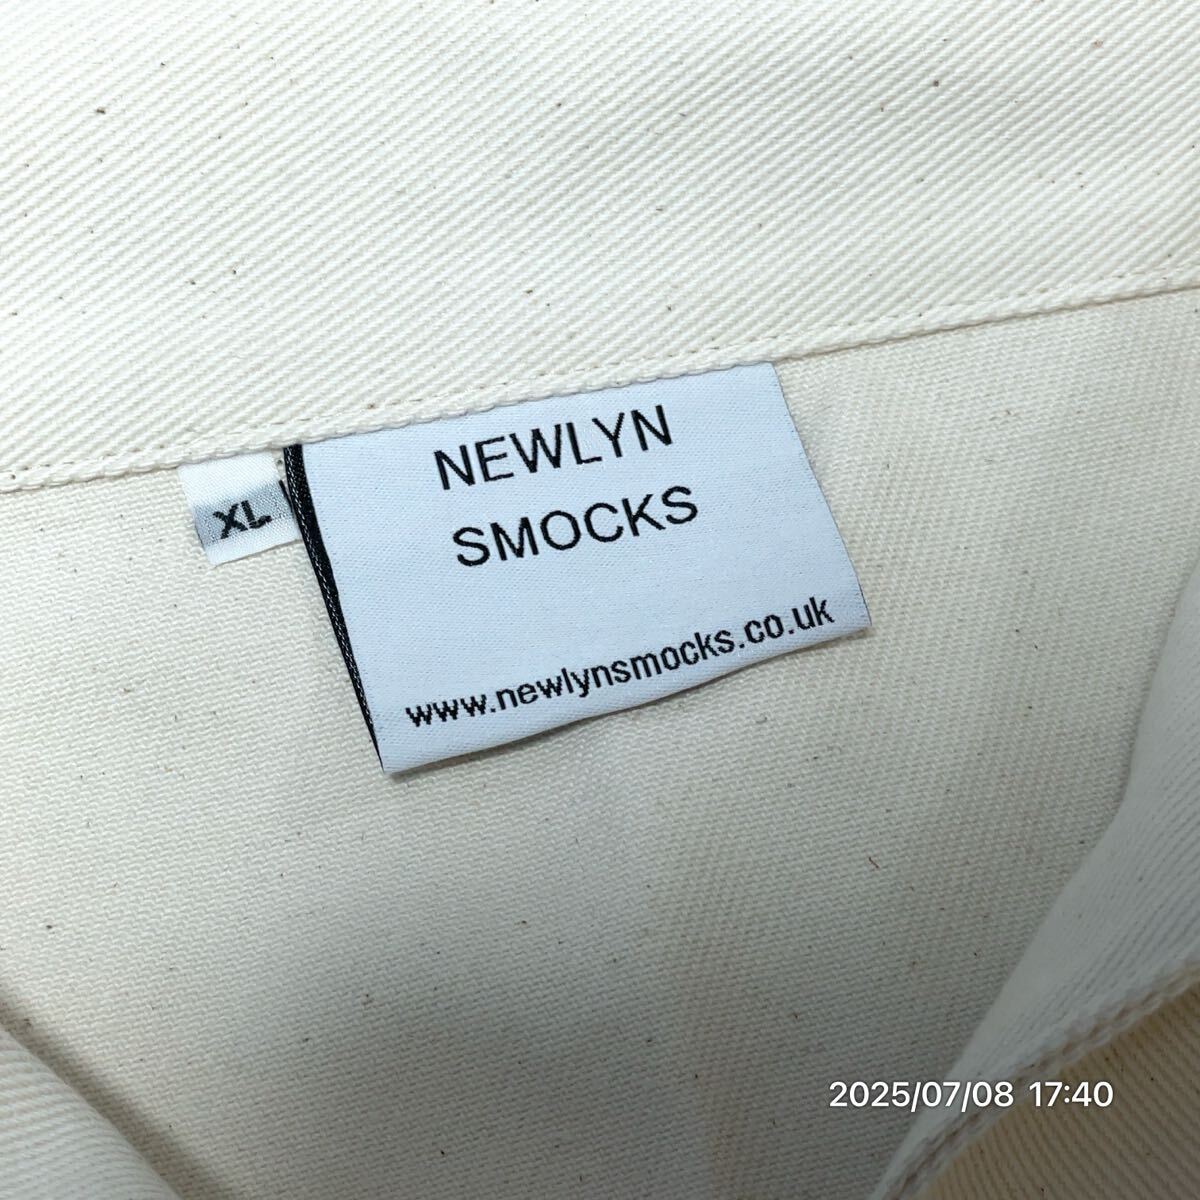 NEWLYN
SMOCKS
XL
www.newlynsmocks.co.uk
2025/07/08 17:40